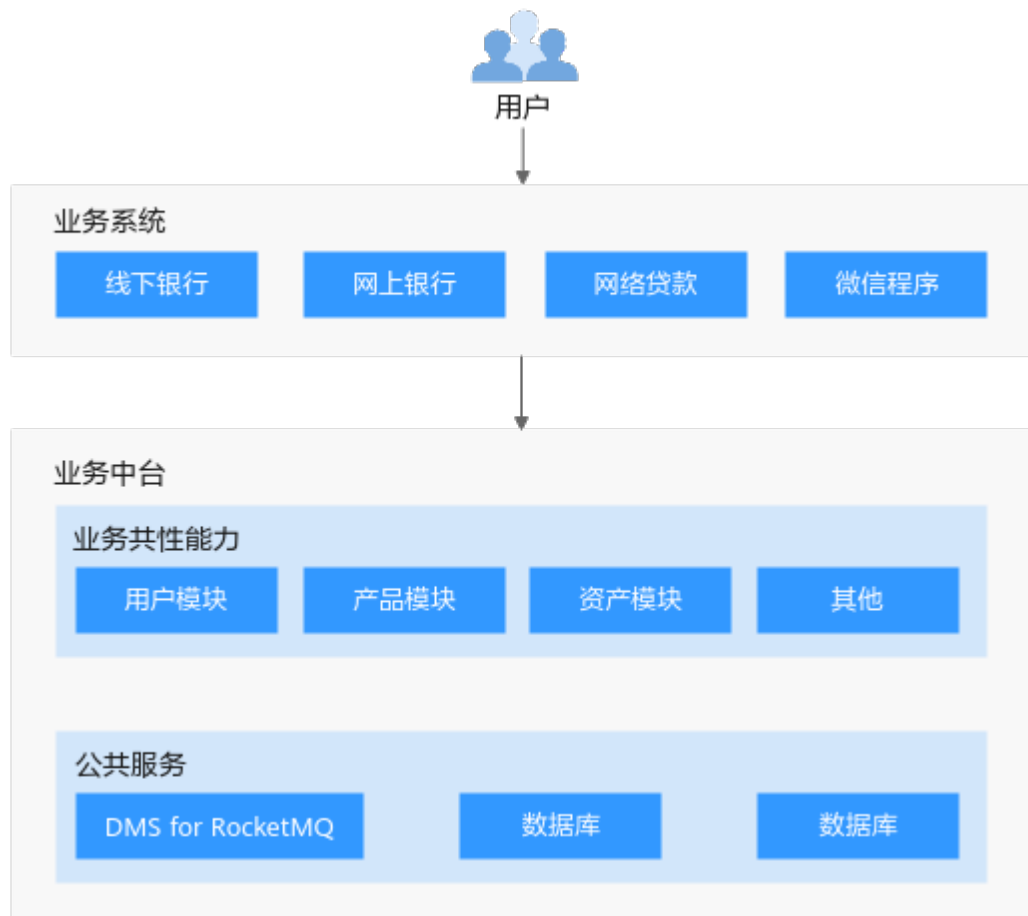 用户
业务系统
线下银行 网上银行 网络贷款 微信程序
业务中台
业务共性能力
用户模块 产品模块 资产模块 其他
公共服务
DMS for RocketMQ 数据库 数据库